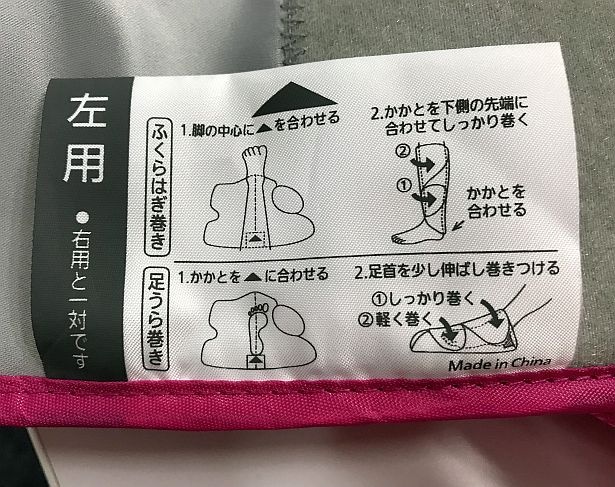 左用
●右用と一対です
ふくらはぎ巻き
1.脚の中心に▲を合わせる
2.かかとを下側の先端に
合わせてしっかり巻く
②
①
かかとを
合わせる
足うら巻き
1.かかとを▲に合わせる
2.足首を少し伸ばし巻きつける
①しっかり巻く
②軽く巻く
Made in China